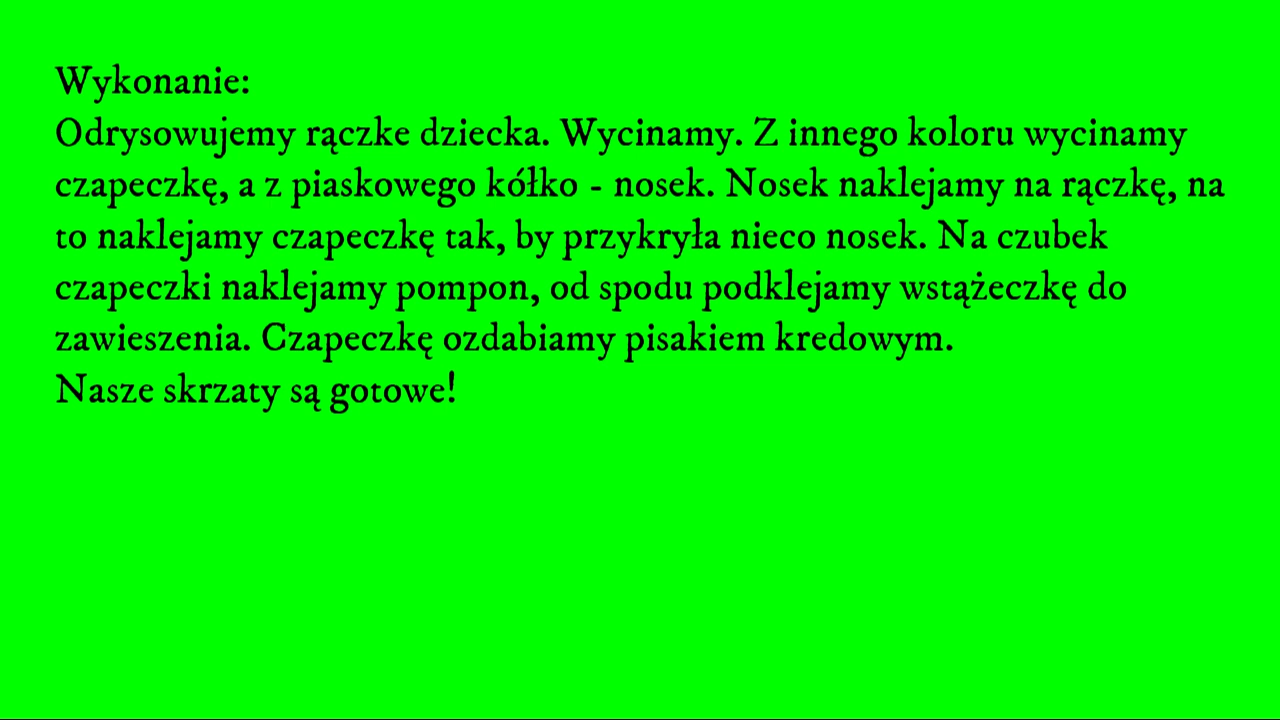 Wykonanie:
Odrysowujemy rączke dziecka. Wycinamy. Z innego koloru wycinamy
czapeczkę, a z piaskowego kółko - nosek. Nosek naklejamy na rączkę, na
to naklejamy czapeczkę tak, by przykryła nieco nosek. Na czubek
czapeczki naklejamy pompon, od spodu podklejamy wstążeczkę do
zawieszenia. Czapeczkę ozdabiamy pisakiem kredowym.
Nasze skrzaty są gotowe!